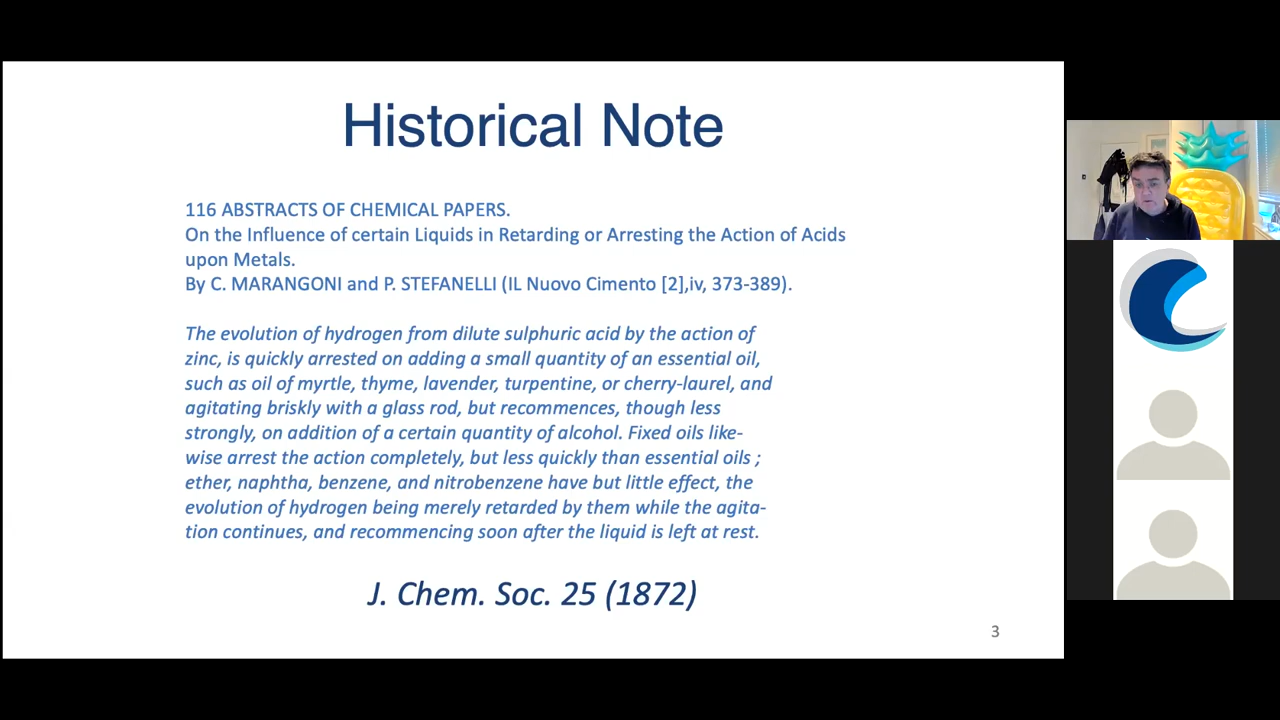 Historical Note
116 ABSTRACTS OF CHEMICAL PAPERS.
On the Influence of certain Liquids in Retarding or Arresting the Action of Acids
upon Metals.
By C. MARANGONI and P. STEFANELLI (IL Nuovo Cimento [2],iv, 373-389).
The evolution of hydrogen from dilute sulphuric acid by the action of
zinc, is quickly arrested on adding a small quantity of an essential oil,
such as oil of myrtle, thyme, lavender, turpentine, or cherry-laurel, and
agitating briskly with a glass rod, but recommences, though less
strongly, on addition of a certain quantity of alcohol. Fixed oils like-
wise arrest the action completely, but less quickly than essential oils ;
ether, naphtha, benzene, and nitrobenzene have but little effect, the
evolution of hydrogen being merely retarded by them while the agita-
tion continues, and recommencing soon after the liquid is left at rest.
J. Chem. Soc. 25 (1872)
3